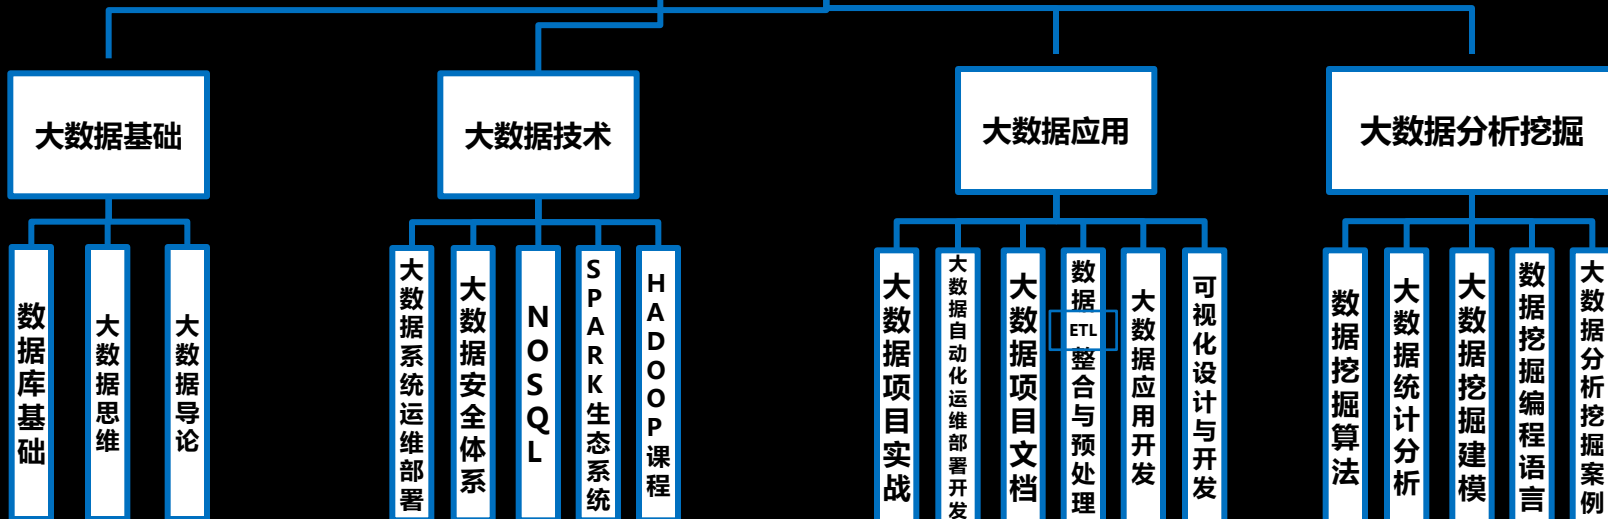 大数据基础
大数据技术
大数据应用
大数据分析挖掘
数据库基础
大数据思维
大数据导论
大数据系统运维部署
大数据安全体系
NOSQL
SPARK生态系统
HADOOP课程
大数据项目实战
大数据自动化运维部署开发
大数据项目文档
数据ETL整合与预处理
大数据应用开发
可视化设计与开发
数据挖掘算法
大数据统计分析
大数据挖掘建模
数据挖掘编程语言
大数据分析挖掘案例